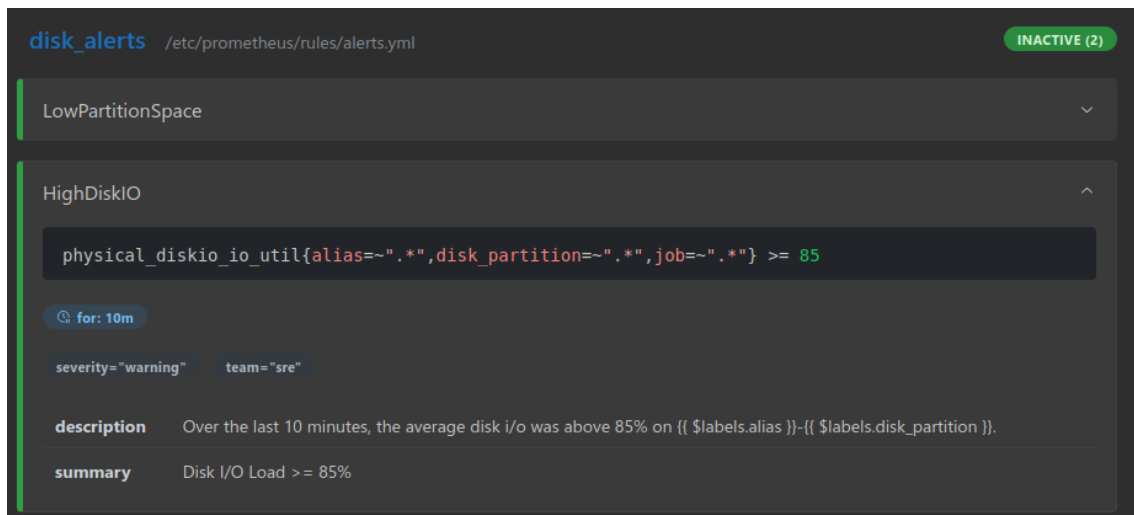 disk_alerts /etc/prometheus/rules/alerts.yml INACTIVE (2)
LowPartitionSpace
HighDiskIO
physical_diskio_io_util{alias=~".*",disk_partition=~".*",job=~".*"} >= 85
for: 10m
severity="warning" team="sre"
description Over the last 10 minutes, the average disk i/o was above 85% on {{ $labels.alias }}-{{ $labels.disk_partition }}.
summary Disk I/O Load >= 85%